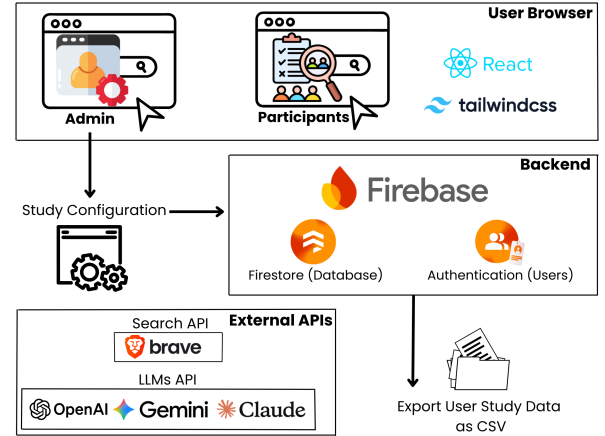 User Browser
Admin
Participants
React
tailwindcss
Study Configuration
Backend
Firebase
Firestore (Database)
Authentication (Users)
External APIs
Search API
brave
LLMs API
OpenAI
Gemini
Claude
Export User Study Data
as CSV